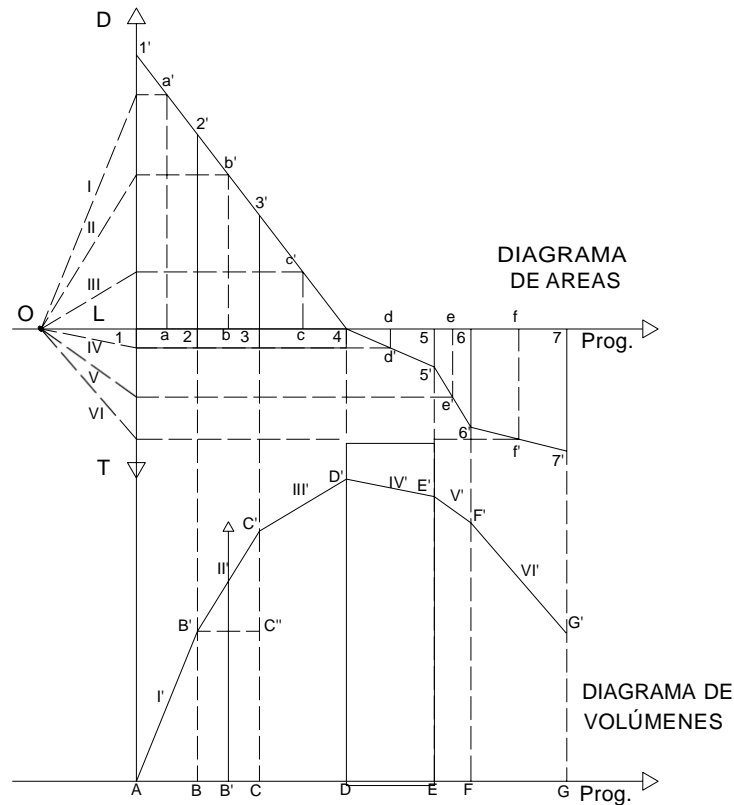 D
1'
a'
2'
b'
I
3'
II
c'
DIAGRAMA
DE AREAS
III
O L
d e f
1 a 2 b 3 c 4 5 6 7
Prog.
IV
d'
V
5'
e'
VI
6'
f'
7'
T
D'
IV'
E'
III'
V'
C'
F'
II'
VI'
B'
C''
G'
I'
DIAGRAMA DE
VOLÚMENES
A B B' C D E F G
Prog.